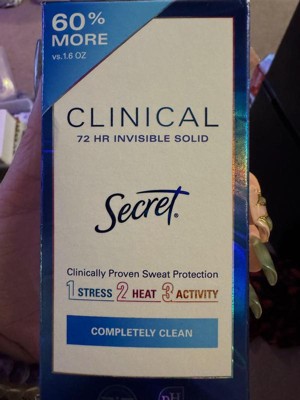 60%
MORE
vs.1.6 OZ
CLINICAL
72 HR INVISIBLE SOLID
Secret®
Clinically Proven Sweat Protection
1 STRESS 2 HEAT 3 ACTIVITY
COMPLETELY CLEAN
pH